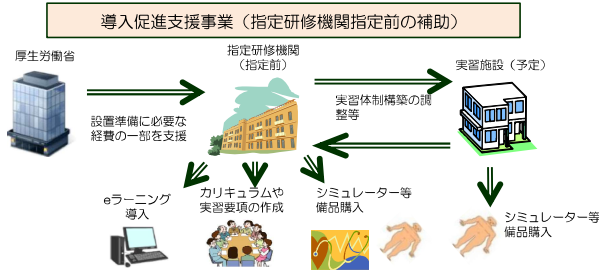 導入促進支援事業（指定研修機関指定前の補助）
厚生労働省
指定研修機関
（指定前）
実習施設（予定）
設置準備に必要な
経費の一部を支援
実習体制構築の調
整等
eラーニング
導入
カリキュラムや
実習要項の作成
シミュレーター等
備品購入
シミュレーター等
備品購入